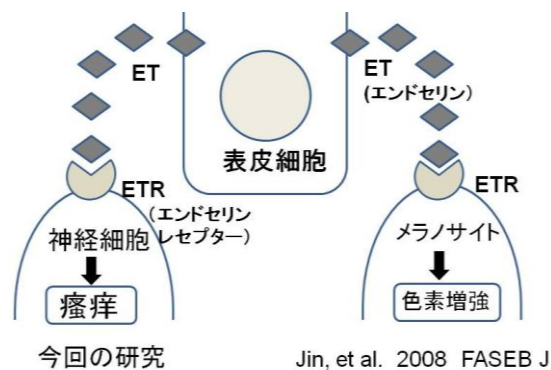 ET
ET
(エンドセリン)
表皮細胞
ETR
(エンドセリン
レセプター)
神経細胞
瘙痒
今回の研究
ETR
メラノサイト
色素増強
Jin, et al. 2008 FASEB J